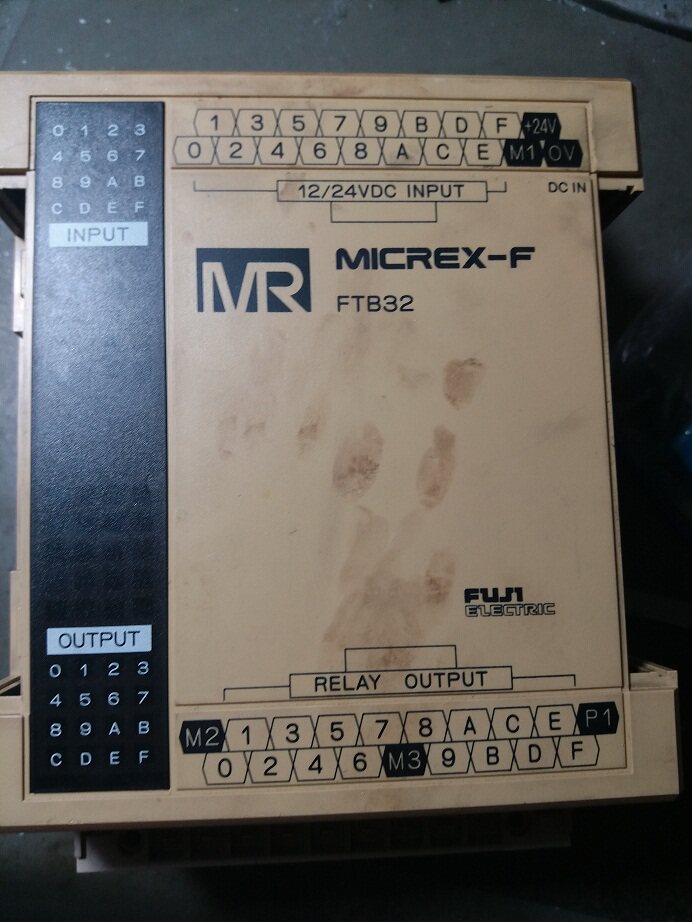 0 1 2 3
4 5 6 7
8 9 A B
C D E F
INPUT
1 3 5 7 9 B D F +24V
0 2 4 6 8 A C E M1 0V
12/24VDC INPUT
DC IN
MR
MICREX-F
FTB32
FUJI
ELECTRIC
OUTPUT
0 1 2 3
4 5 6 7
8 9 A B
C D E F
RELAY OUTPUT
M2 1 3 5 7 8 A C E P1
0 2 4 6 M3 9 B D F